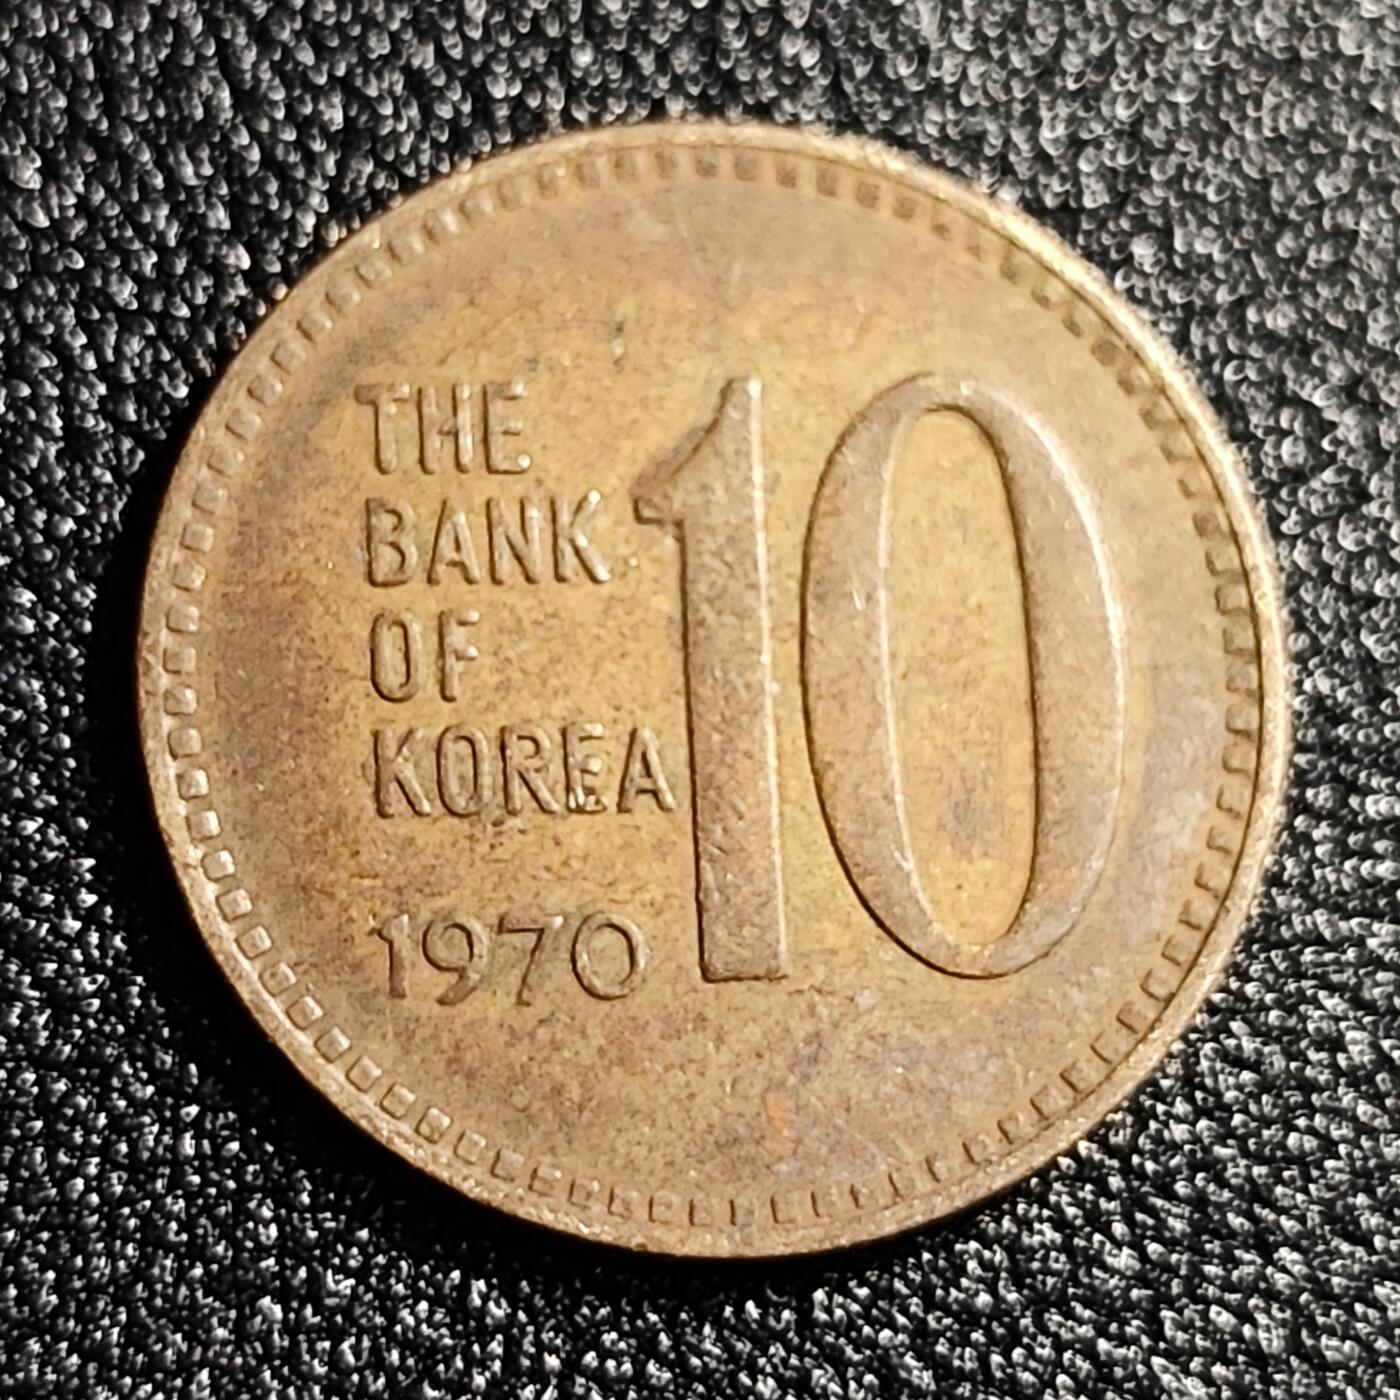 THE
BANK
OF
KOREA
1970
10